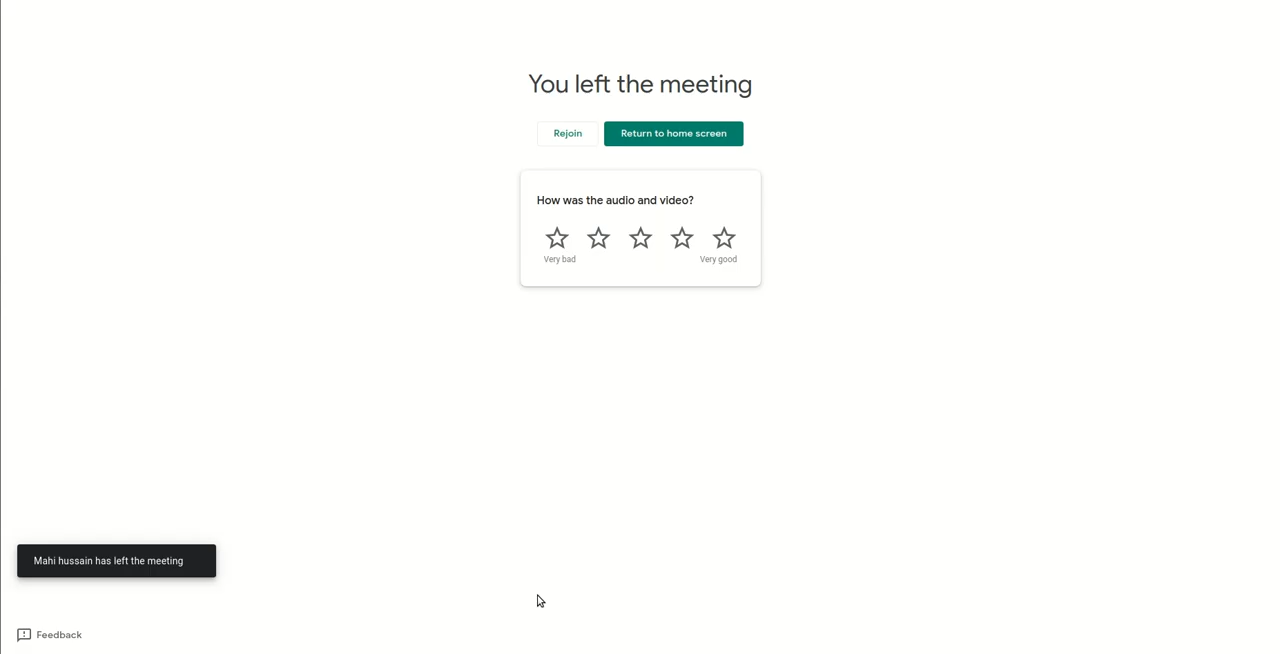 You left the meeting
Rejoin
Return to home screen
How was the audio and video?
Very bad
Very good
Mahi hussain has left the meeting
Feedback